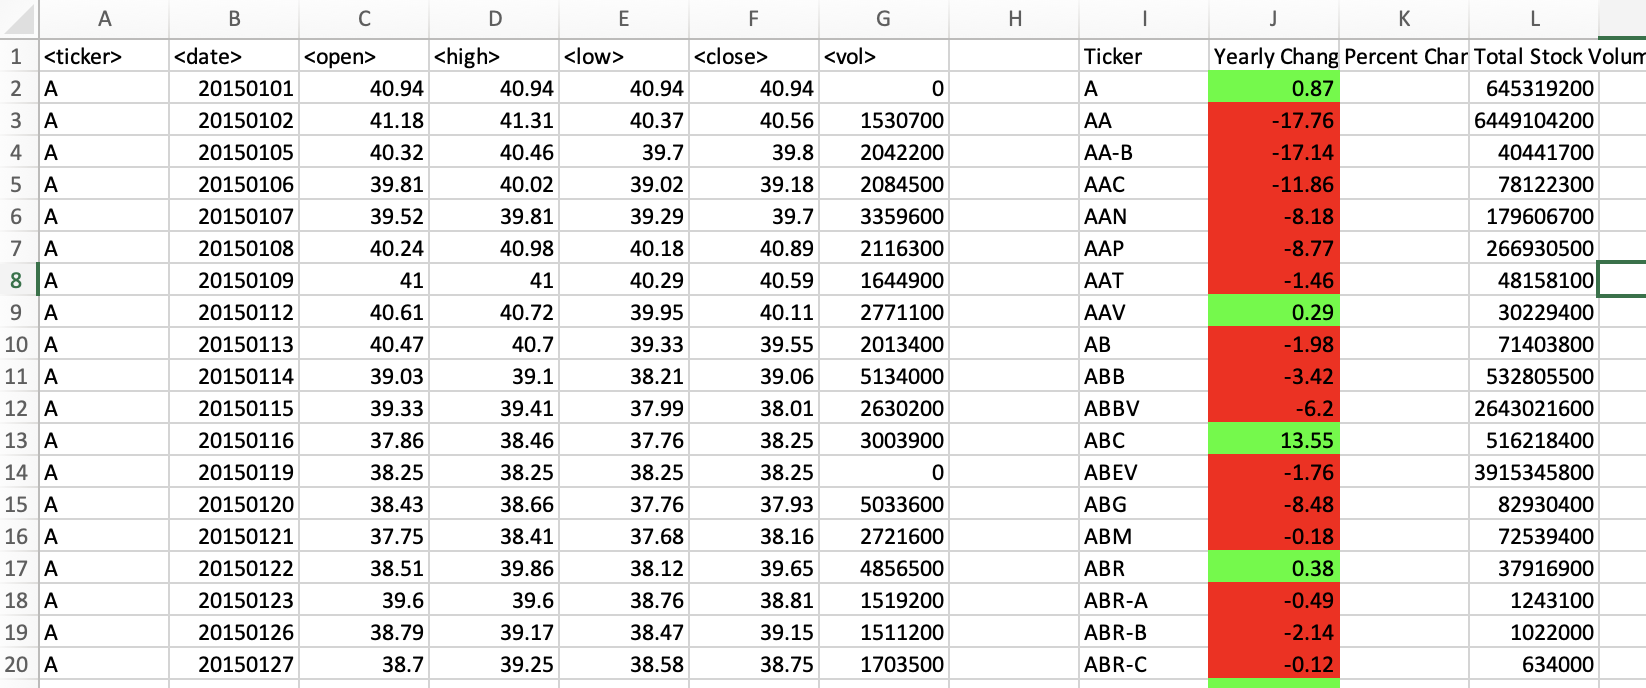 A B C D E F G H I J K L
1 <ticker> <date> <open> <high> <low> <close> <vol> Ticker Yearly Chang Percent Char Total Stock Volum
2 A 20150101 40.94 40.94 40.94 40.94 0 A 0.87 645319200
3 A 20150102 41.18 41.31 40.37 40.56 1530700 AA -17.76 6449104200
4 A 20150105 40.32 40.46 39.7 39.8 2042200 AA-B -17.14 40441700
5 A 20150106 39.81 40.02 39.02 39.18 2084500 AAC -11.86 78122300
6 A 20150107 39.52 39.81 39.29 39.7 3359600 AAN -8.18 179606700
7 A 20150108 40.24 40.98 40.18 40.89 2116300 AAP -8.77 266930500
8 A 20150109 41 41 40.29 40.59 1644900 AAT -1.46 48158100
9 A 20150112 40.61 40.72 39.95 40.11 2771100 AAV 0.29 30229400
10 A 20150113 40.47 40.7 39.33 39.55 2013400 AB -1.98 71403800
11 A 20150114 39.03 39.1 38.21 39.06 5134000 ABB -3.42 532805500
12 A 20150115 39.33 39.41 37.99 38.01 2630200 ABBV -6.2 2643021600
13 A 20150116 37.86 38.46 37.76 38.25 3003900 ABC 13.55 516218400
14 A 20150119 38.25 38.25 38.25 38.25 0 ABEV -1.76 3915345800
15 A 20150120 38.43 38.66 37.76 37.93 5033600 ABG -8.48 82930400
16 A 20150121 37.75 38.41 37.68 38.16 2721600 ABM -0.18 72539400
17 A 20150122 38.51 39.86 38.12 39.65 4856500 ABR 0.38 37916900
18 A 20150123 39.6 39.6 38.76 38.81 1519200 ABR-A -0.49 1243100
19 A 20150126 38.79 39.17 38.47 39.15 1511200 ABR-B -2.14 1022000
20 A 20150127 38.7 39.25 38.58 38.75 1703500 ABR-C -0.12 634000